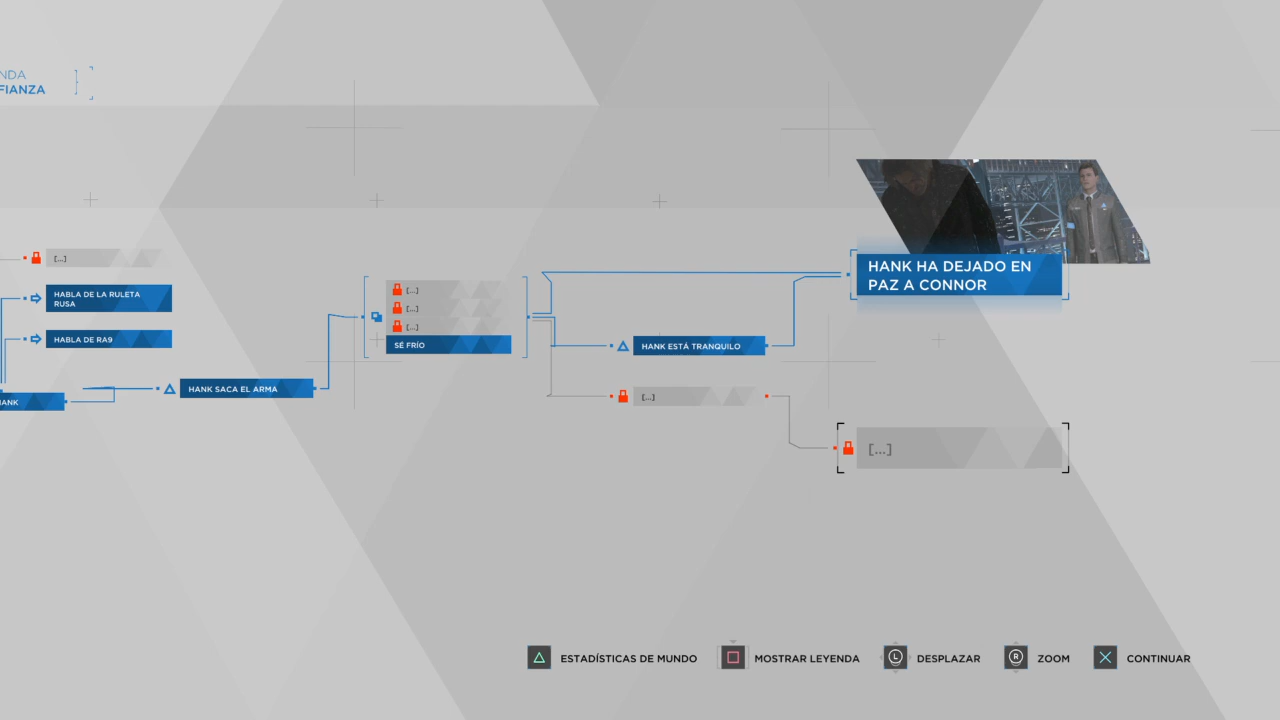 NDA
FIANZA
[...]
HABLA DE LA RULETA
RUSA
HABLA DE RA9
HANK
HANK SACA EL ARMA
[...]
[...]
[...]
SÉ FRÍO
HANK ESTÁ TRANQUILO
[...]
HANK HA DEJADO EN
PAZ A CONNOR
[...]
ESTADÍSTICAS DE MUNDO
MOSTRAR LEYENDA
L
DESPLAZAR
R
ZOOM
CONTINUAR